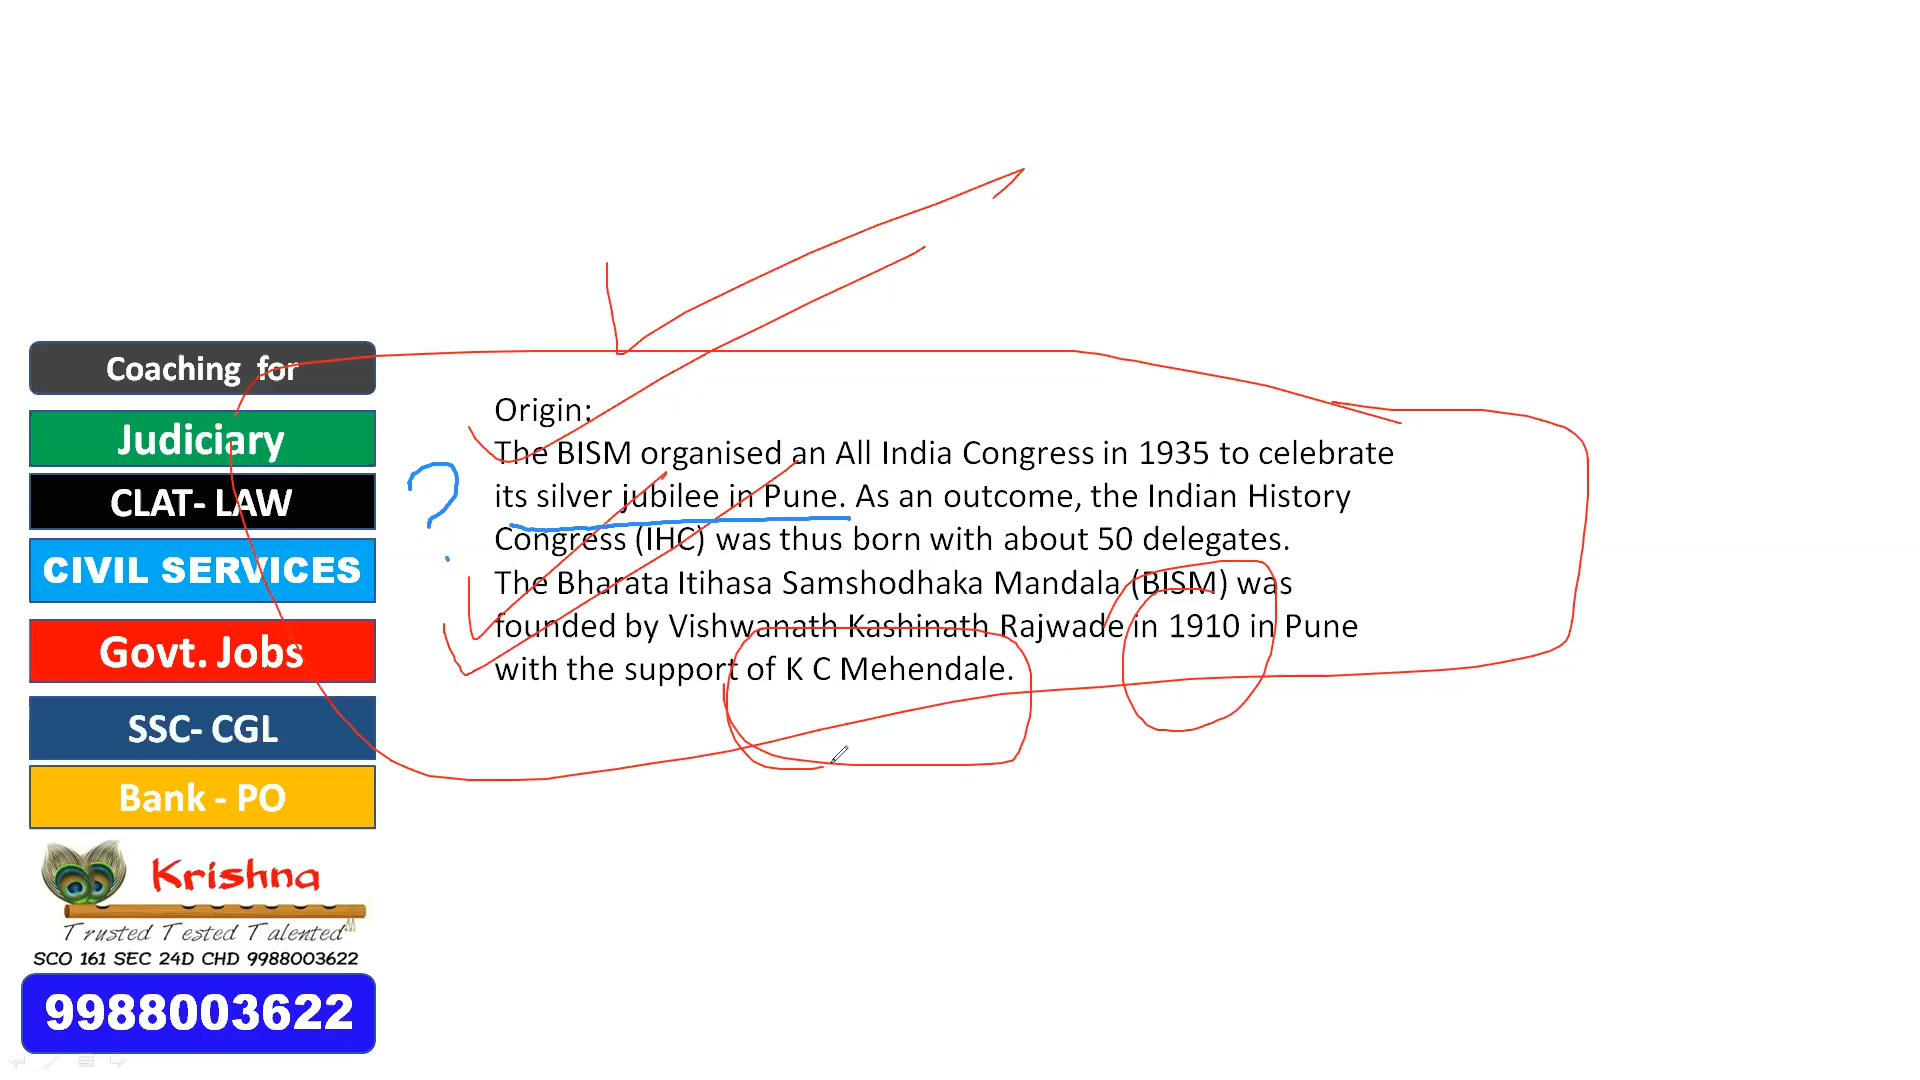 Coaching for
Judiciary
CLAT- LAW
CIVIL SERVICES
Govt. Jobs
SSC- CGL
Bank - PO
Krishna
Trusted Tested Talented
SCO 161 SEC 24D CHD 9988003622
9988003622
Origin:
The BISM organised an All India Congress in 1935 to celebrate
its silver jubilee in Pune. As an outcome, the Indian History
Congress (IHC) was thus born with about 50 delegates.
The Bharata Itihasa Samshodhaka Mandala (BISM) was
founded by Vishwanath Kashinath Rajwade in 1910 in Pune
with the support of K C Mehendale.
?